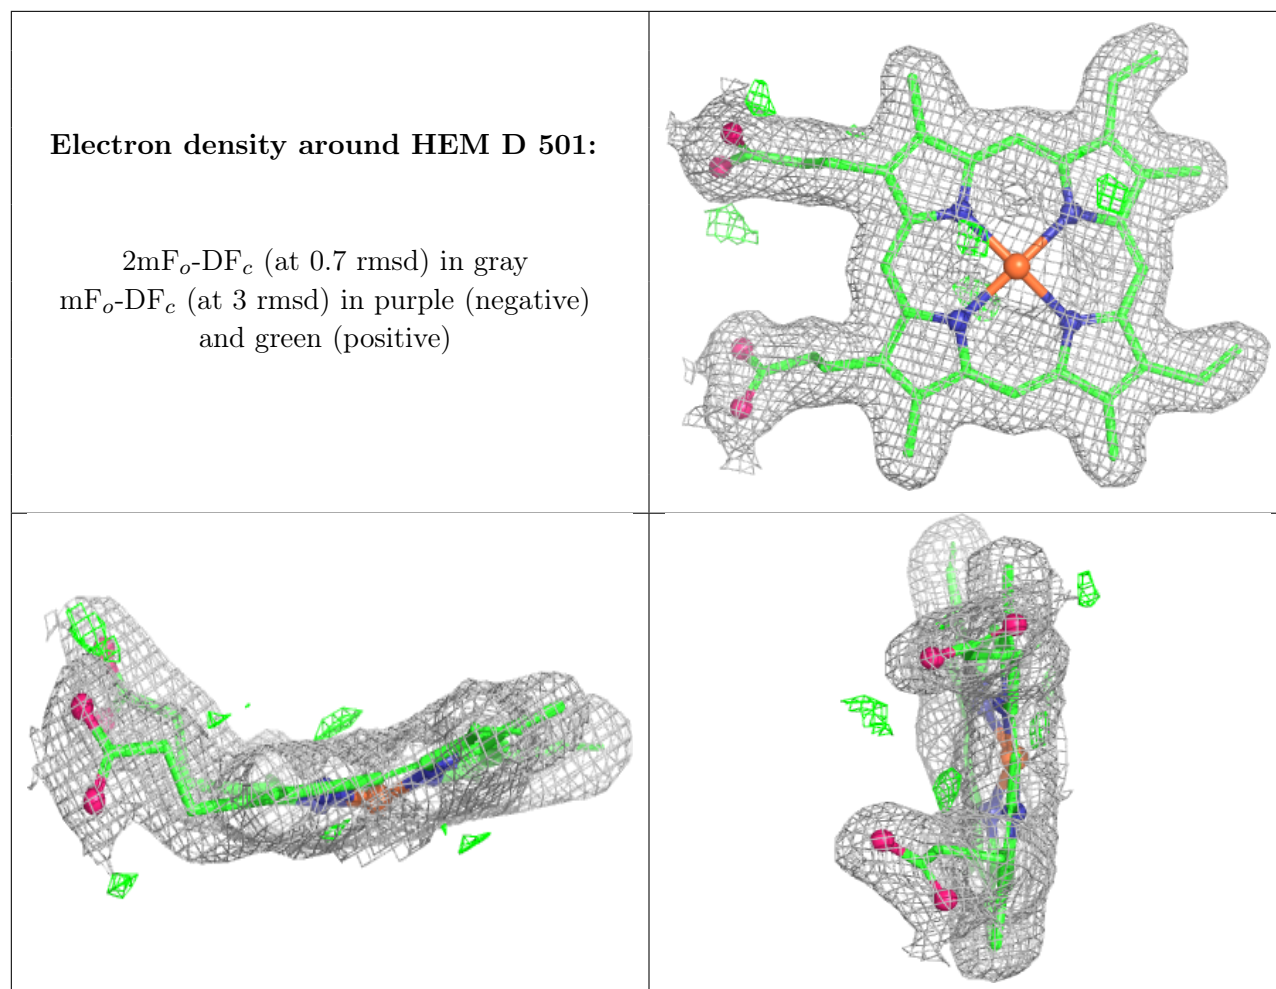 Electron density around HEM D 501:
2mFo-DFc (at 0.7 rmsd) in gray
mFo-DFc (at 3 rmsd) in purple (negative)
and green (positive)